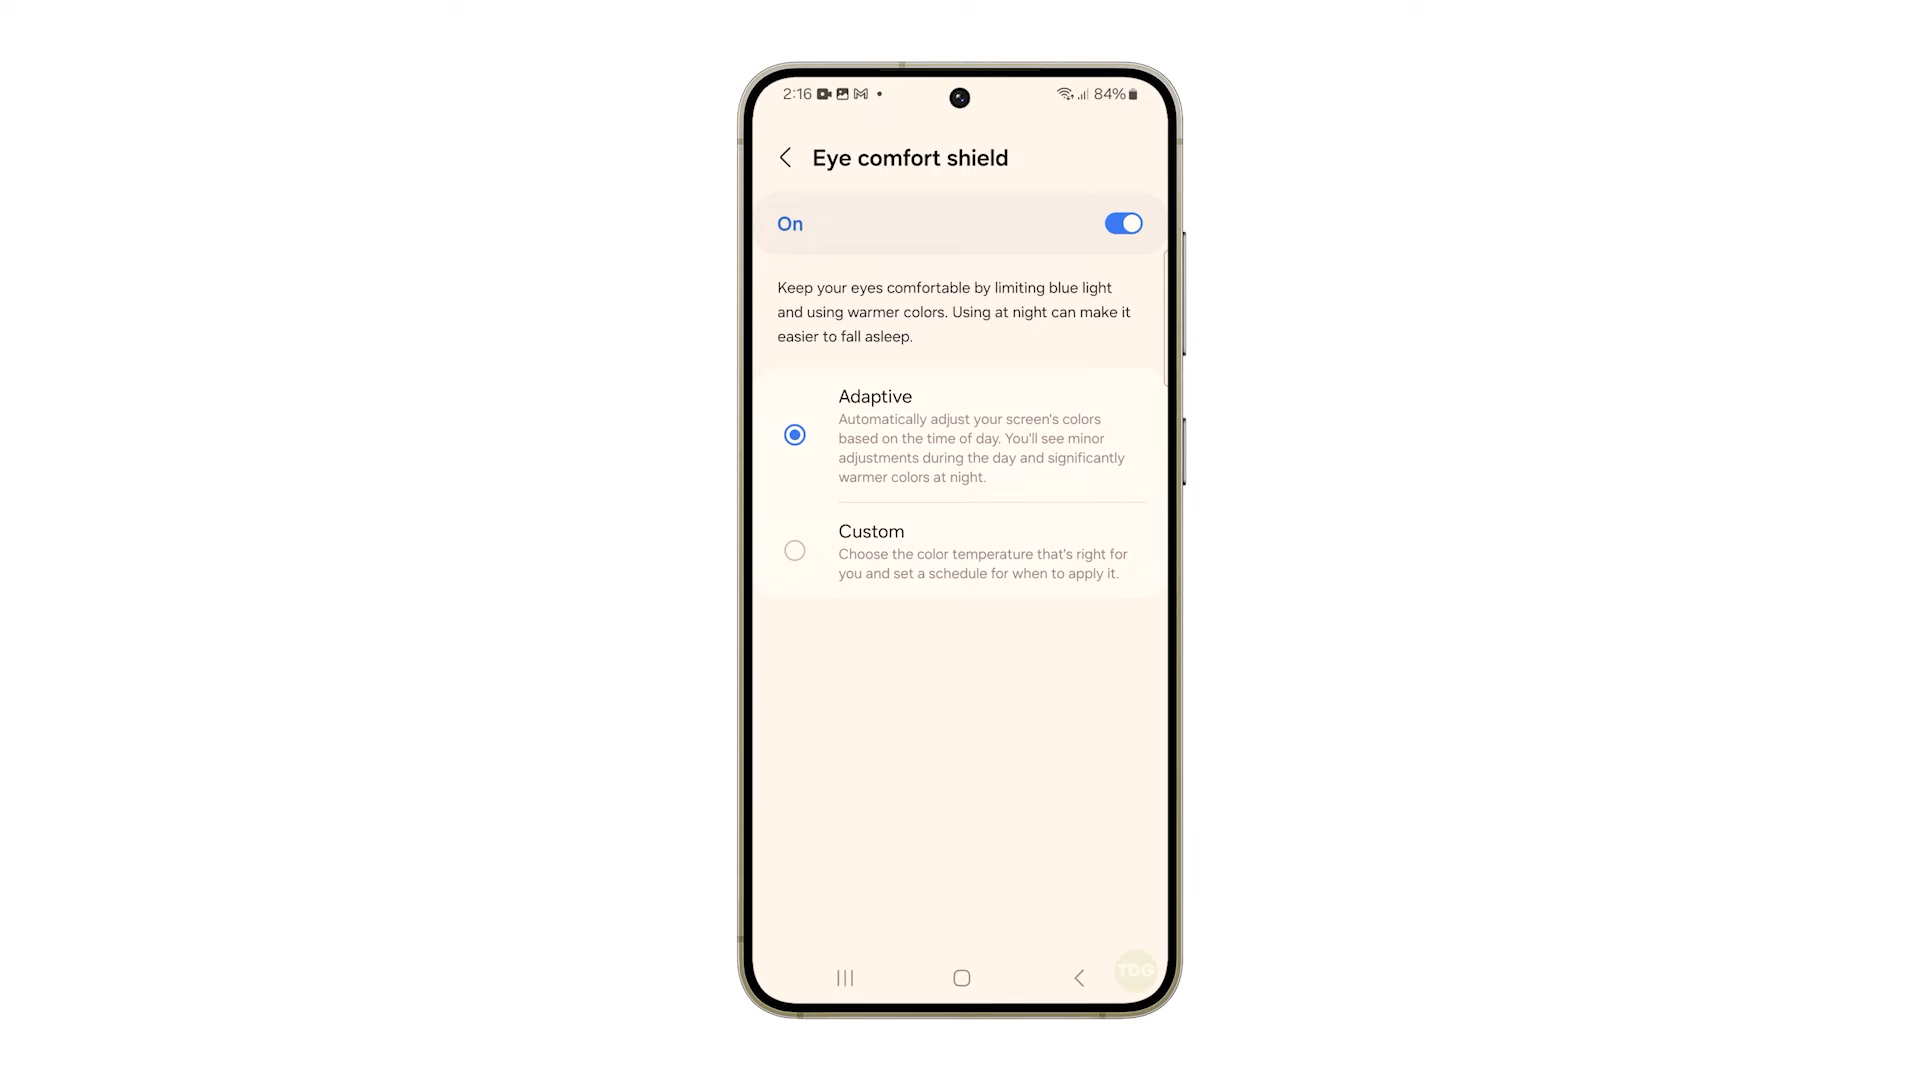 2:16
84%
Eye comfort shield
On
Keep your eyes comfortable by limiting blue light
and using warmer colors. Using at night can make it
easier to fall asleep.
Adaptive
Automatically adjust your screen's colors
based on the time of day. You'll see minor
adjustments during the day and significantly
warmer colors at night.
Custom
Choose the color temperature that's right for
you and set a schedule for when to apply it.
TDG